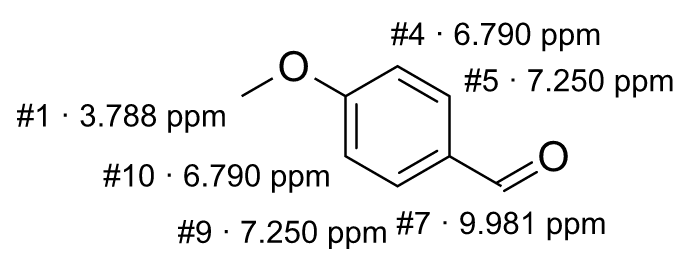 #4 · 6.790 ppm
O
#5 · 7.250 ppm
#1 · 3.788 ppm
O
#10 · 6.790 ppm
#7 · 9.981 ppm
#9 · 7.250 ppm